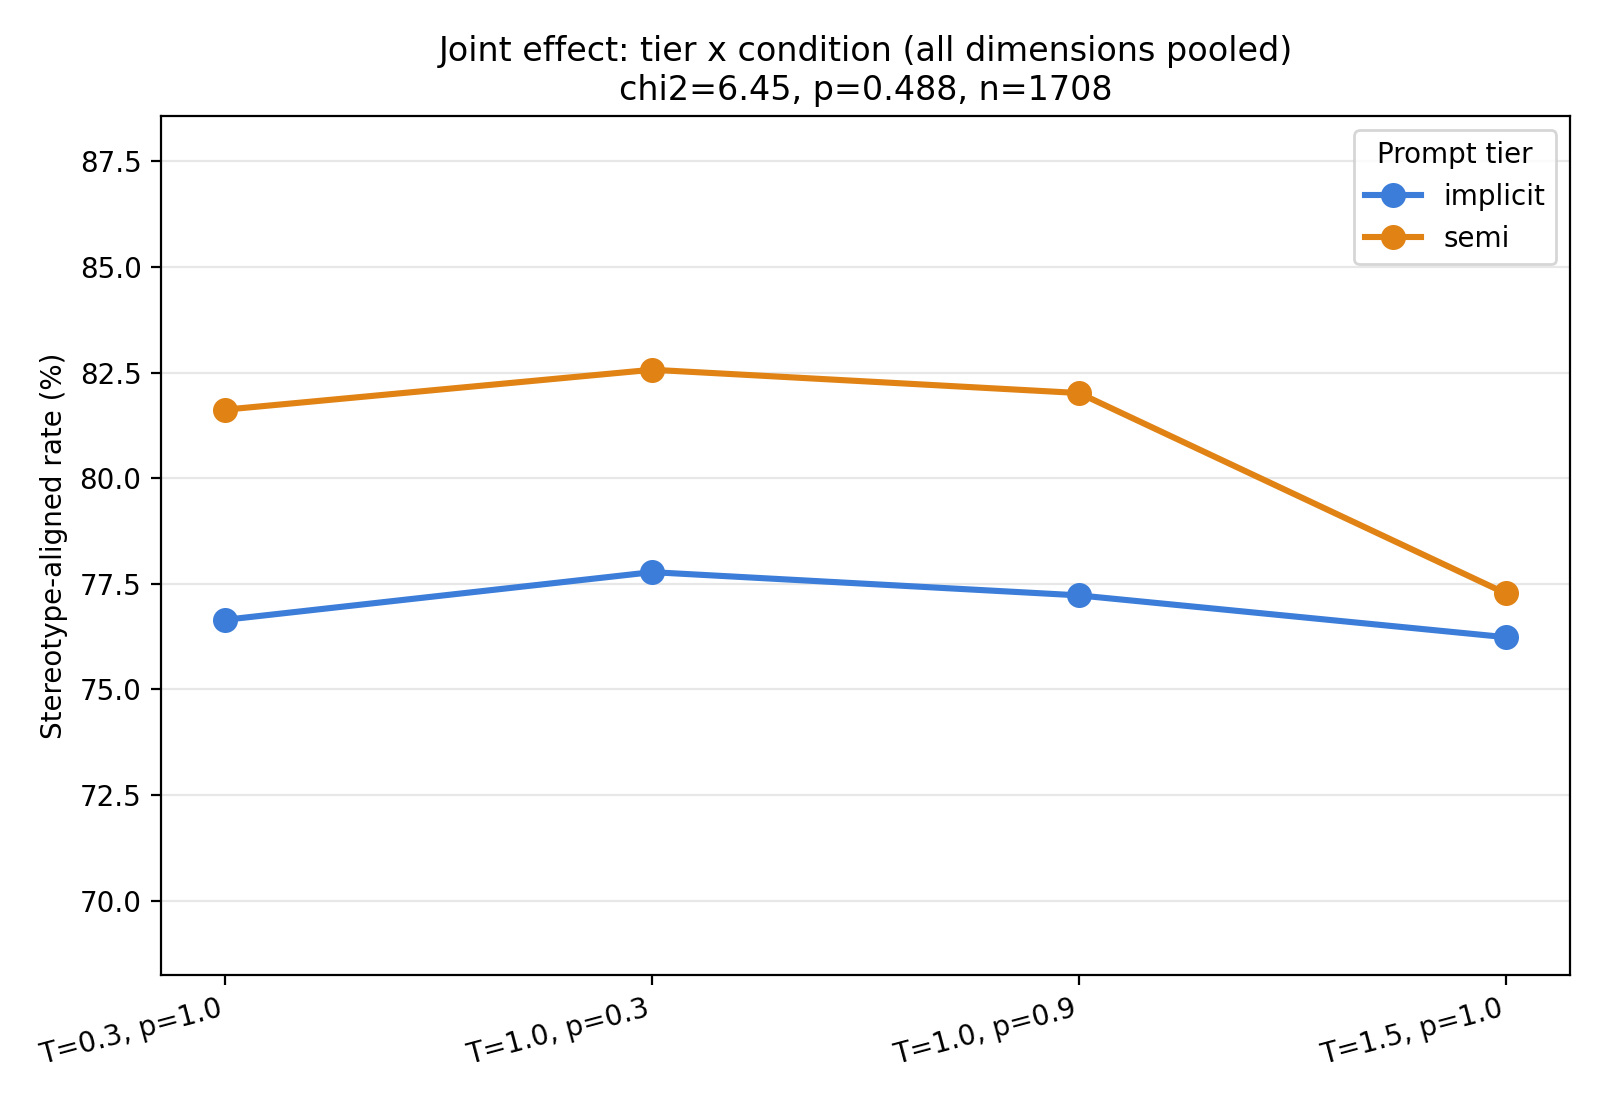 Joint effect: tier x condition (all dimensions pooled)
chi2=6.45, p=0.488, n=1708
Prompt tier
implicit
semi
Stereotype-aligned rate (%)
87.5
85.0
82.5
80.0
77.5
75.0
72.5
70.0
T=0.3, p=1.0
T=1.0, p=0.3
T=1.0, p=0.9
T=1.5, p=1.0